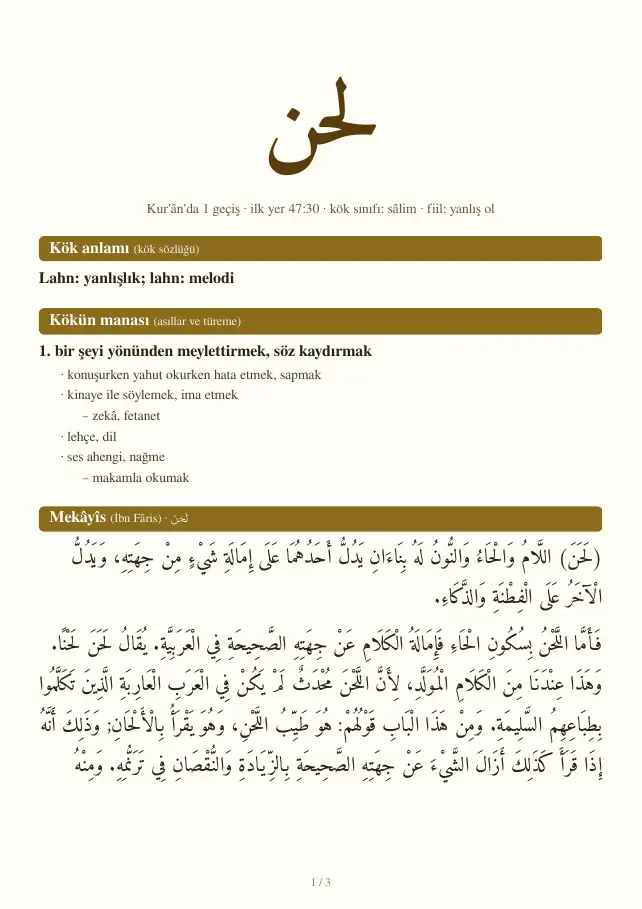 لحن
Kur'ân'da 1 geçiş · ilk yer 47:30 · kök sınıfı: sâlim · fiil: yanlış ol
Kök anlamı (kök sözlüğü)
Lahn: yanlışlık; lahn: melodi
Kökün manası (asıllar ve türeme)
1. bir şeyi yönünden meylettirmek, söz kaydırmak
· konuşurken yahut okurken hata etmek, sapmak
· kinaye ile söylemek, ima etmek
– zekâ, fetanet
· lehçe, dil
· ses ahengi, nağme
– makamla okumak
Mekâyîs (İbn Fâris) · لحن
(لَحَنَ) اللَّامُ وَالْحَاءُ وَالنُّونُ لَهُ بِنَاءَانِ يَدُلُّ أَحَدُهُمَا عَلَى إِمَالَةِ شَيْءٍ مِنْ جِهَتِهِ، وَيَدُلُّ
الْآخَرُ عَلَى الْفِطْنَةِ وَالذَّكَاءِ.
فَأَمَّا اللَّحْنُ بِسُكُونِ الْحَاءِ فَإِمَالَةُ الْكَلَامِ عَنْ جِهَتِهِ الصَّحِيحَةِ فِي الْعَرَبِيَّةِ. يُقَالُ لَحَنَ لَحْنًا.
وَهَذَا عِنْدَنَا مِنَ الْكَلَامِ الْمُوَلَّدِ، لِأَنَّ اللَّحْنَ مُحْدَثٌ لَمْ يَكُنْ فِي الْعَرَبِ الْعَارِبَةِ الَّذِينَ تَكَلَّمُوا
بِطِبَاعِهِمِ السَّلِيمَةِ. وَمِنْ هَذَا الْبَابِ قَوْلُهُمْ: هُوَ طَيِّبُ اللَّحْنِ، وَهُوَ يَقْرَأُ بِالْأَلْحَانِ; وَذَلِكَ أَنَّهُ
إِذَا قَرَأَ كَذَلِكَ أَزَالَ الشَّيْءَ عَنْ جِهَتِهِ الصَّحِيحَةِ بِالزِّيَادَةِ وَالنُّقْصَانِ فِي تَرَنُّمِهِ. وَمِنْهُ
1 / 3